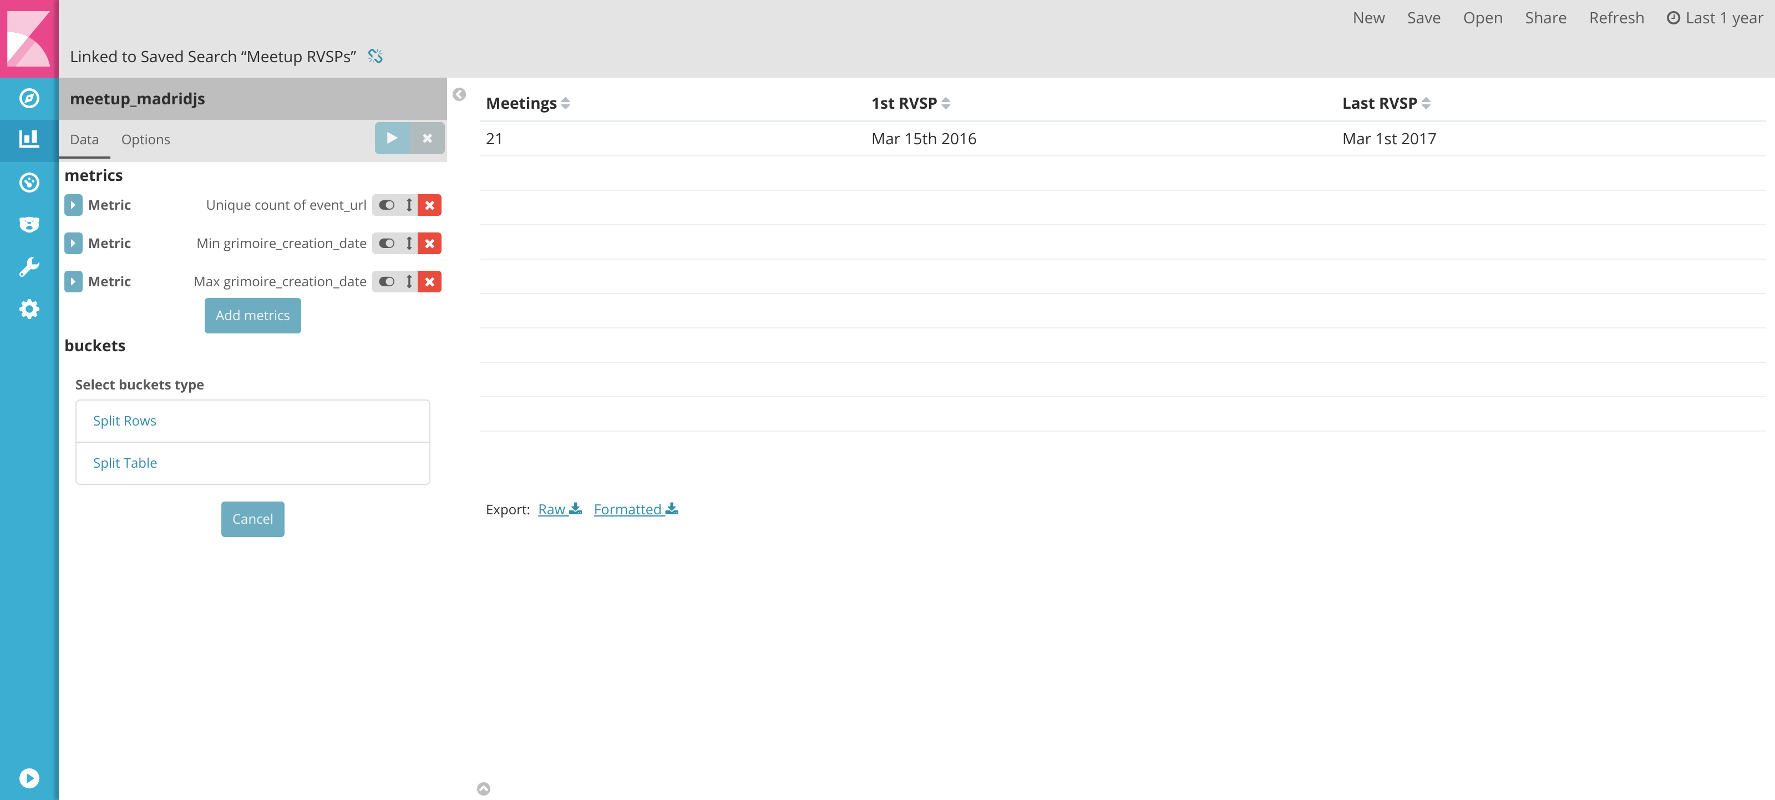 New Save Open Share Refresh Last 1 year
Linked to Saved Search “Meetup RVSPs”
meetup_madridjs
Data Options
metrics
Metric Unique count of event_url
Metric Min grimoire_creation_date
Metric Max grimoire_creation_date
Add metrics
buckets
Select buckets type
Split Rows
Split Table
Cancel
Meetings 1st RVSP Last RVSP
21 Mar 15th 2016 Mar 1st 2017
Export: Raw Formatted